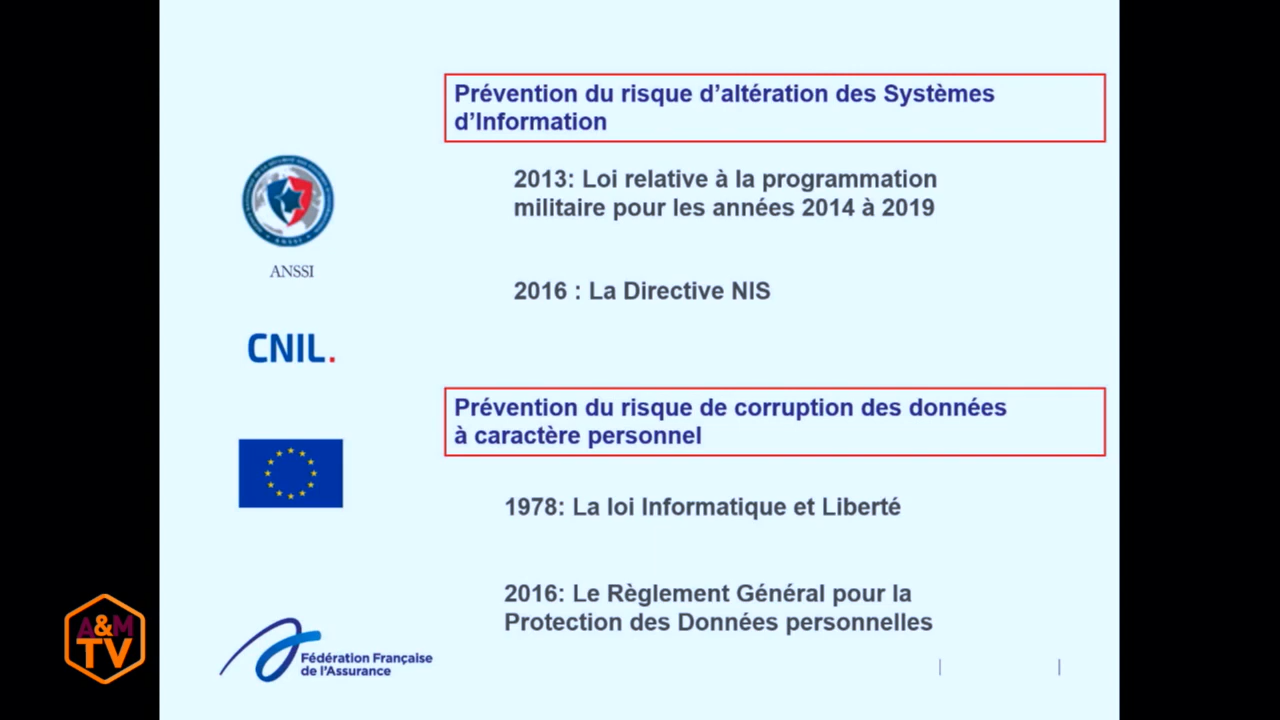 Prévention du risque d'altération des Systèmes
d'Information
2013: Loi relative à la programmation
militaire pour les années 2014 à 2019
ANSSI
2016 : La Directive NIS
CNIL.
Prévention du risque de corruption des données
à caractère personnel
1978: La loi Informatique et Liberté
2016: Le Règlement Général pour la
Protection des Données personnelles
A&M
TV
Fédération Française
de l'Assurance